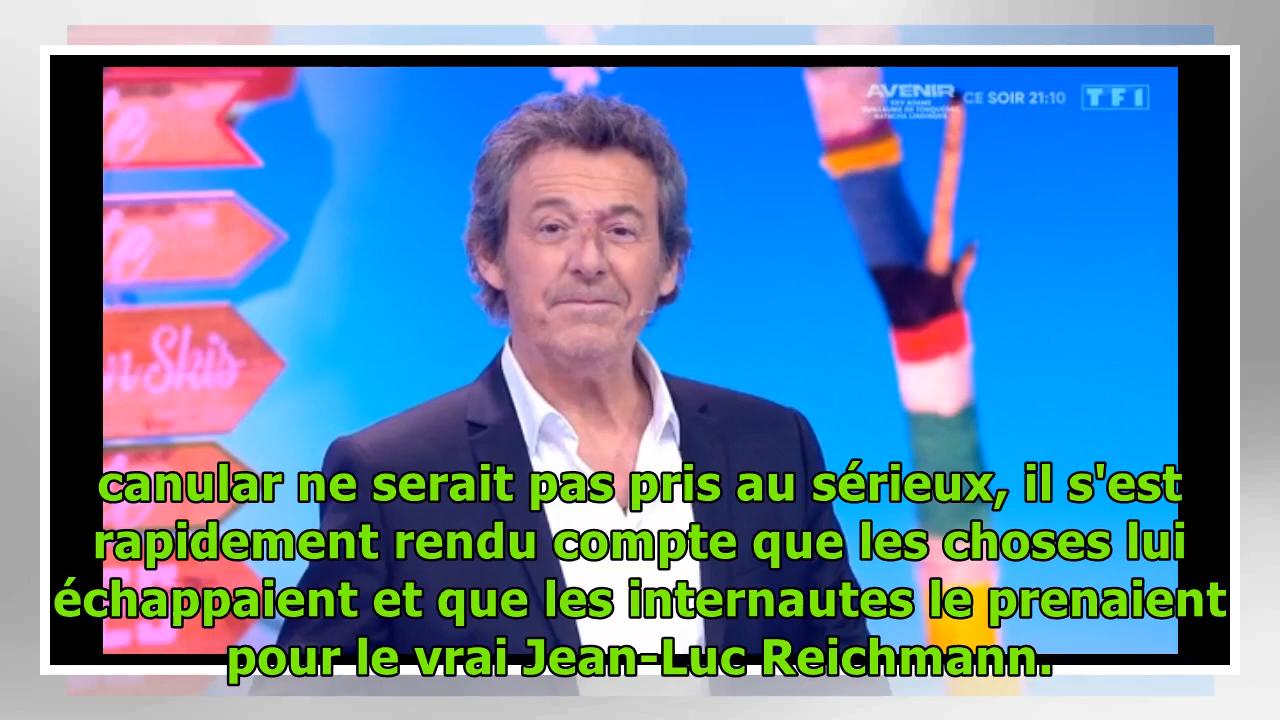 AVENIR
CE SOIR 21:10
TF1
n Skis
canular ne serait pas pris au sérieux, il s'est
rapidement rendu compte que les choses lui
échappaient et que les internautes le prenaient
pour le vrai Jean-Luc Reichmann.